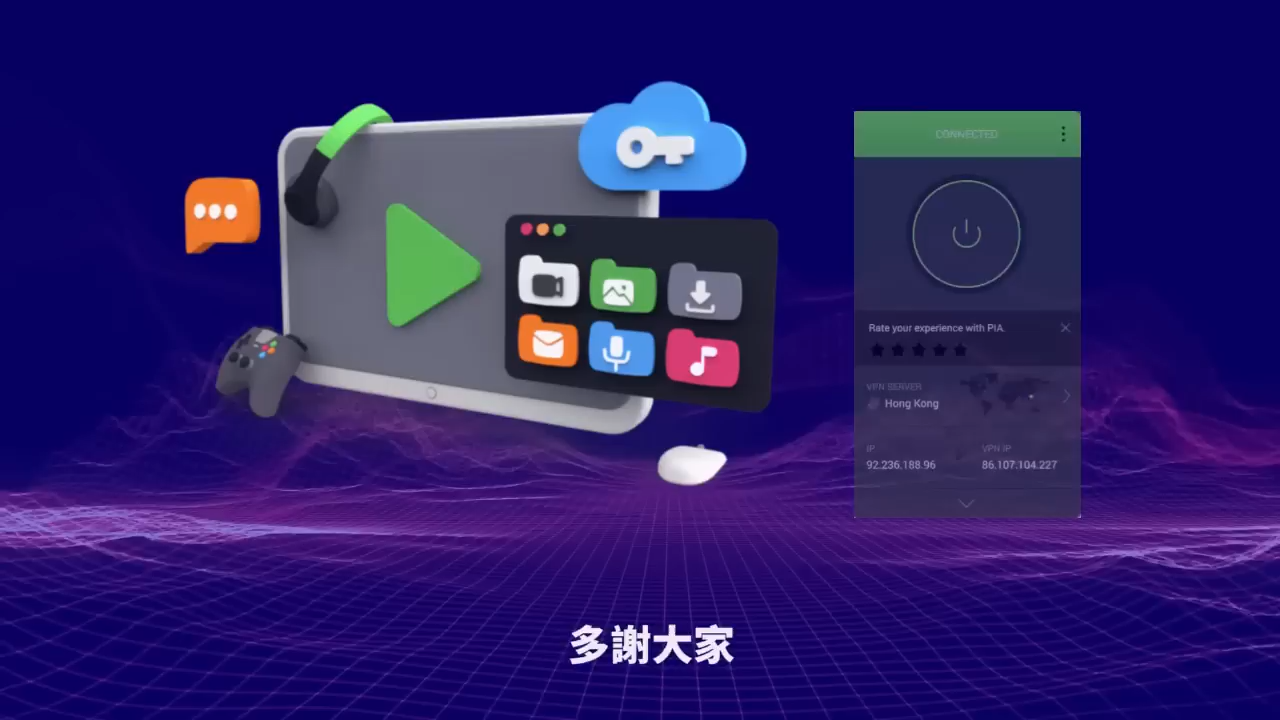 CONNECTED
Rate your experience with PIA.
VPN SERVER
Hong Kong
IP
VPN IP
92.236.188.96
86.107.104.227
多謝大家